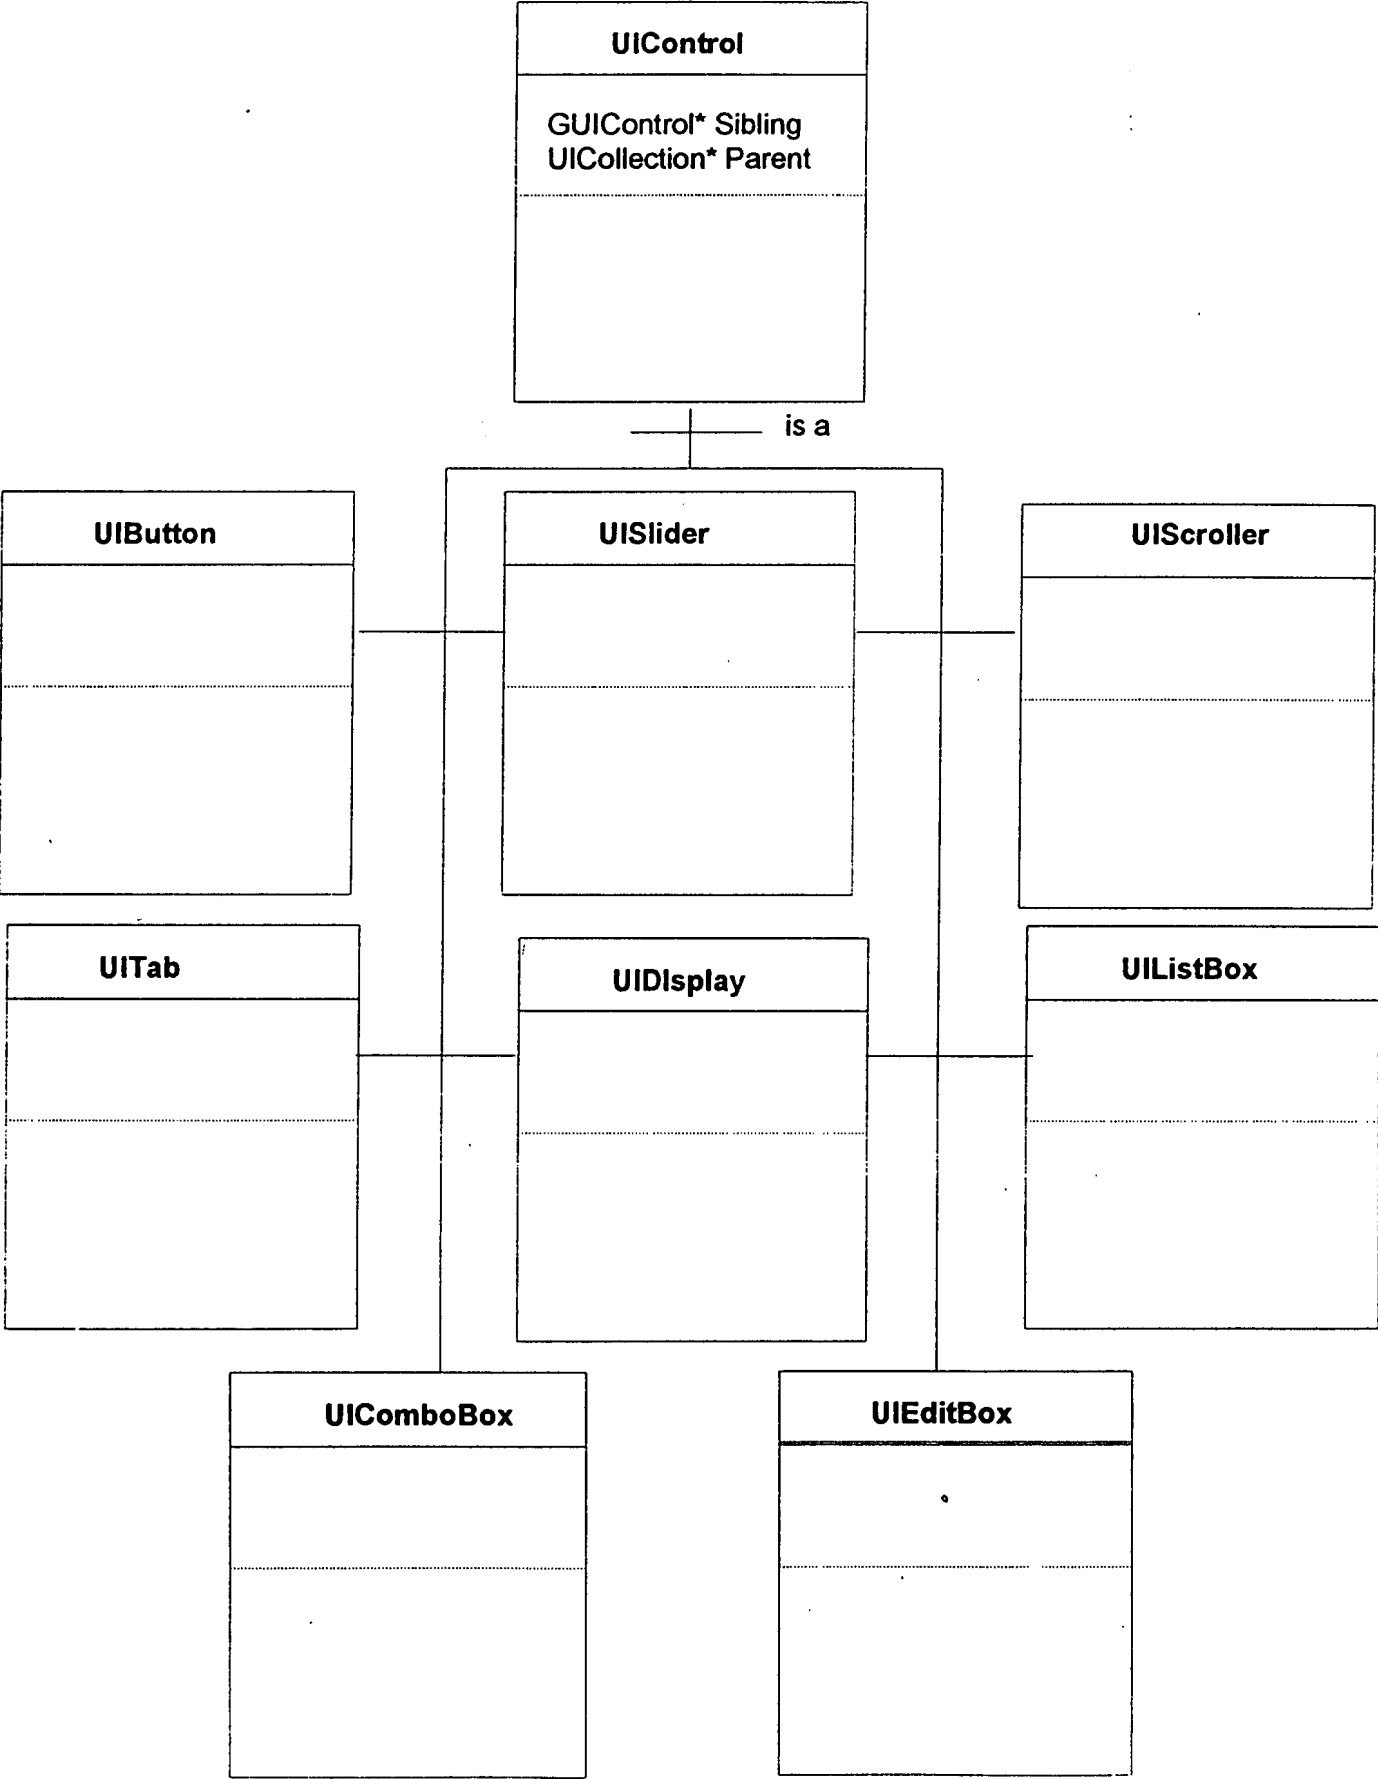 UIControl
GUIControl* Sibling
UICollection* Parent
is a
UIButton
UISlider
UIScroller
UITab
UIDIsplay
UIListBox
UIComboBox
UIEditBox